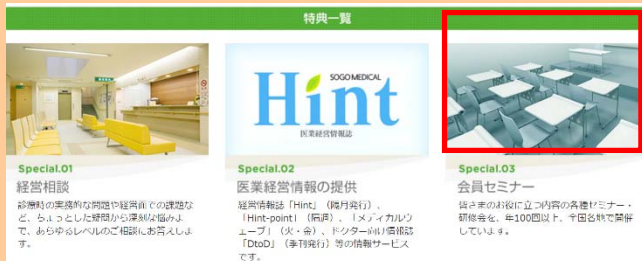 特典一覧
SOGO MEDICAL
Hint
医業経営情報誌
Special.01
経営相談
診療時の実務的な問題や経営面での課題な
ど、ちょっとした疑問から深刻な悩みま
で、あらゆるレベルのご相談にお答えしま
す。
Special.02
医業経営情報の提供
経営情報誌「Hint」（隔月発行）、
「Hint-point」（隔週）、「メディカルウ
ェーブ」（火・金）、ドクター向け情報誌
「DtoD」（季刊発行）等の情報サービス
です。
Special.03
会員セミナー
皆さまのお役に立つ内容の各種セミナー・
研修会を、年100回以上、全国各地で開催
しています。